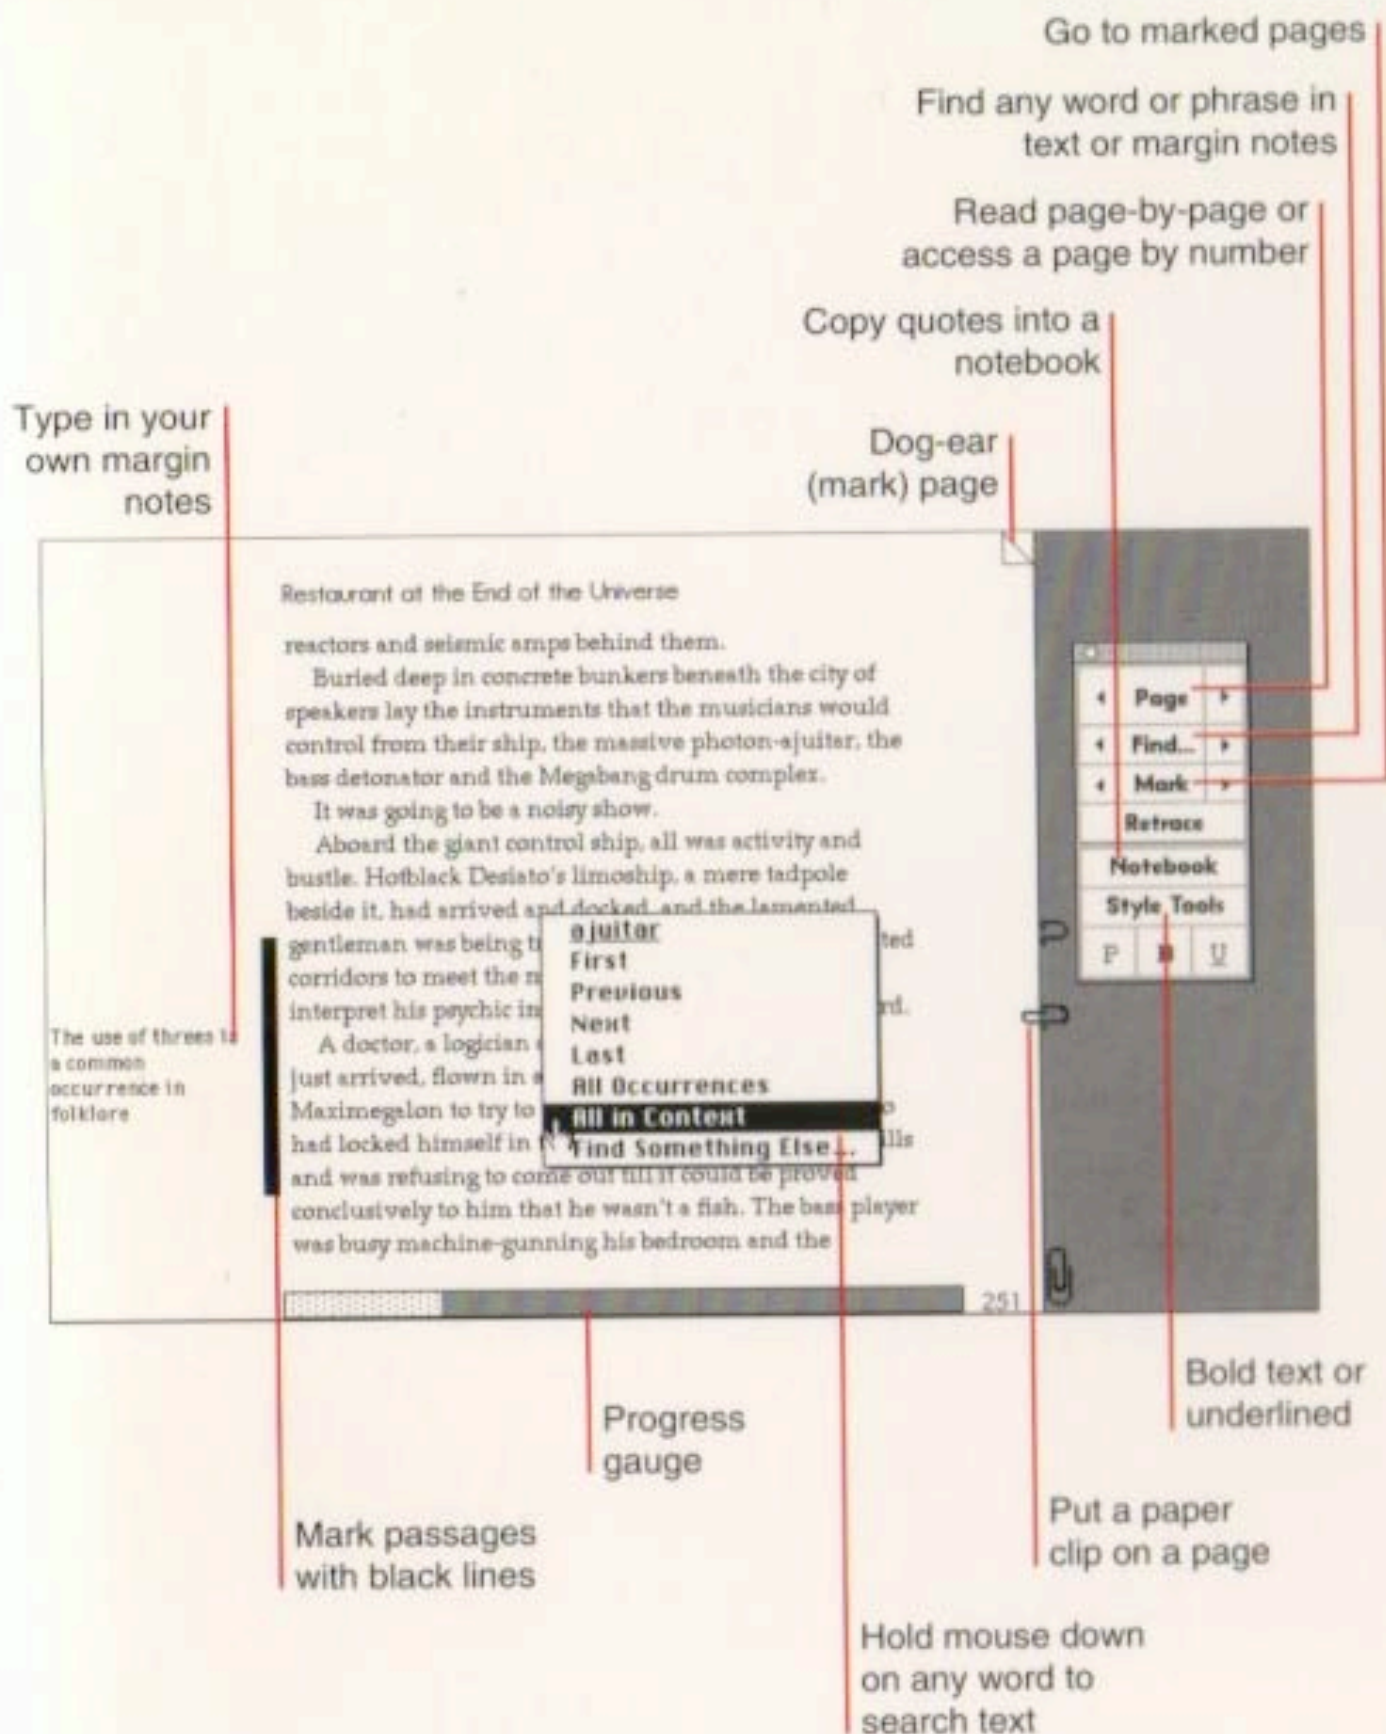 Go to marked pages
Find any word or phrase in
text or margin notes
Read page-by-page or
access a page by number
Copy quotes into a
notebook
Type in your
own margin
notes
Dog-ear
(mark) page
Restaurant at the End of the Universe
reactors and seismic amps behind them.
Buried deep in concrete bunkers beneath the city of
speakers lay the instruments that the musicians would
control from their ship, the massive photon-ajuitar, the
bass detonator and the Megabang drum complex.
It was going to be a noisy show.
Aboard the giant control ship, all was activity and
bustle. Hotblack Desiato's limoship, a mere tadpole
beside it, had arrived and docked, and the lamented
gentleman was being ted
corridors to meet the
interpret his psychic rd.
A doctor, a logician
just arrived, flown in
Maximegalon to try to
had locked himself in lls
and was refusing to come out till it could be proved
conclusively to him that he wasn't a fish. The bass player
was busy machine-gunning his bedroom and the
251
The use of threes is
a common
occurrence in
folklore
ajuitar
First
Previous
Next
Last
All Occurrences
All in Context
Find Something Else...
Page
Find...
Mark
Retrace
Notebook
Style Tools
P B U
Progress
gauge
Mark passages
with black lines
Bold text or
underlined
Put a paper
clip on a page
Hold mouse down
on any word to
search text